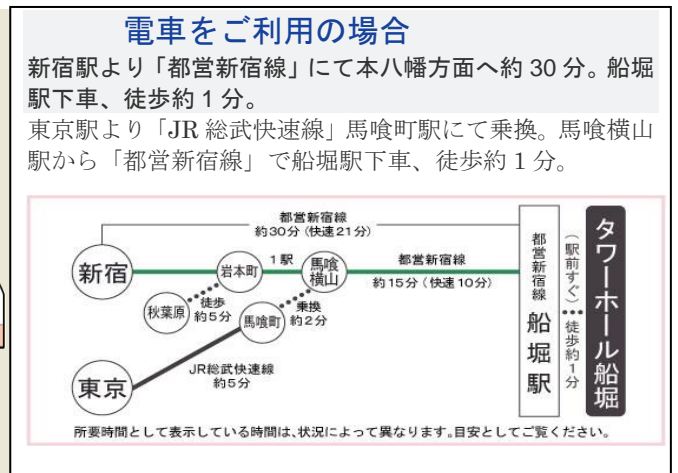 電車をご利用の場合
新宿駅より「都営新宿線」にて本八幡方面へ約 30 分。船堀
駅下車、徒歩約 1 分。
東京駅より「JR 総武快速線」馬喰町駅にて乗換。馬喰横山
駅から「都営新宿線」で船堀駅下車、徒歩約 1 分。
都営新宿線
約30分（快速21分）
新宿
岩本町
1 駅
馬喰
横山
都営新宿線
約15分（快速10分）
秋葉原
徒歩
約5分
馬喰町
乗換
約2分
東京
JR総武快速線
約5分
都営新宿線
船堀駅
（駅前すぐ）
徒歩約1分
タワーホール船堀
所要時間として表示している時間は、状況によって異なります。目安としてご覧ください。